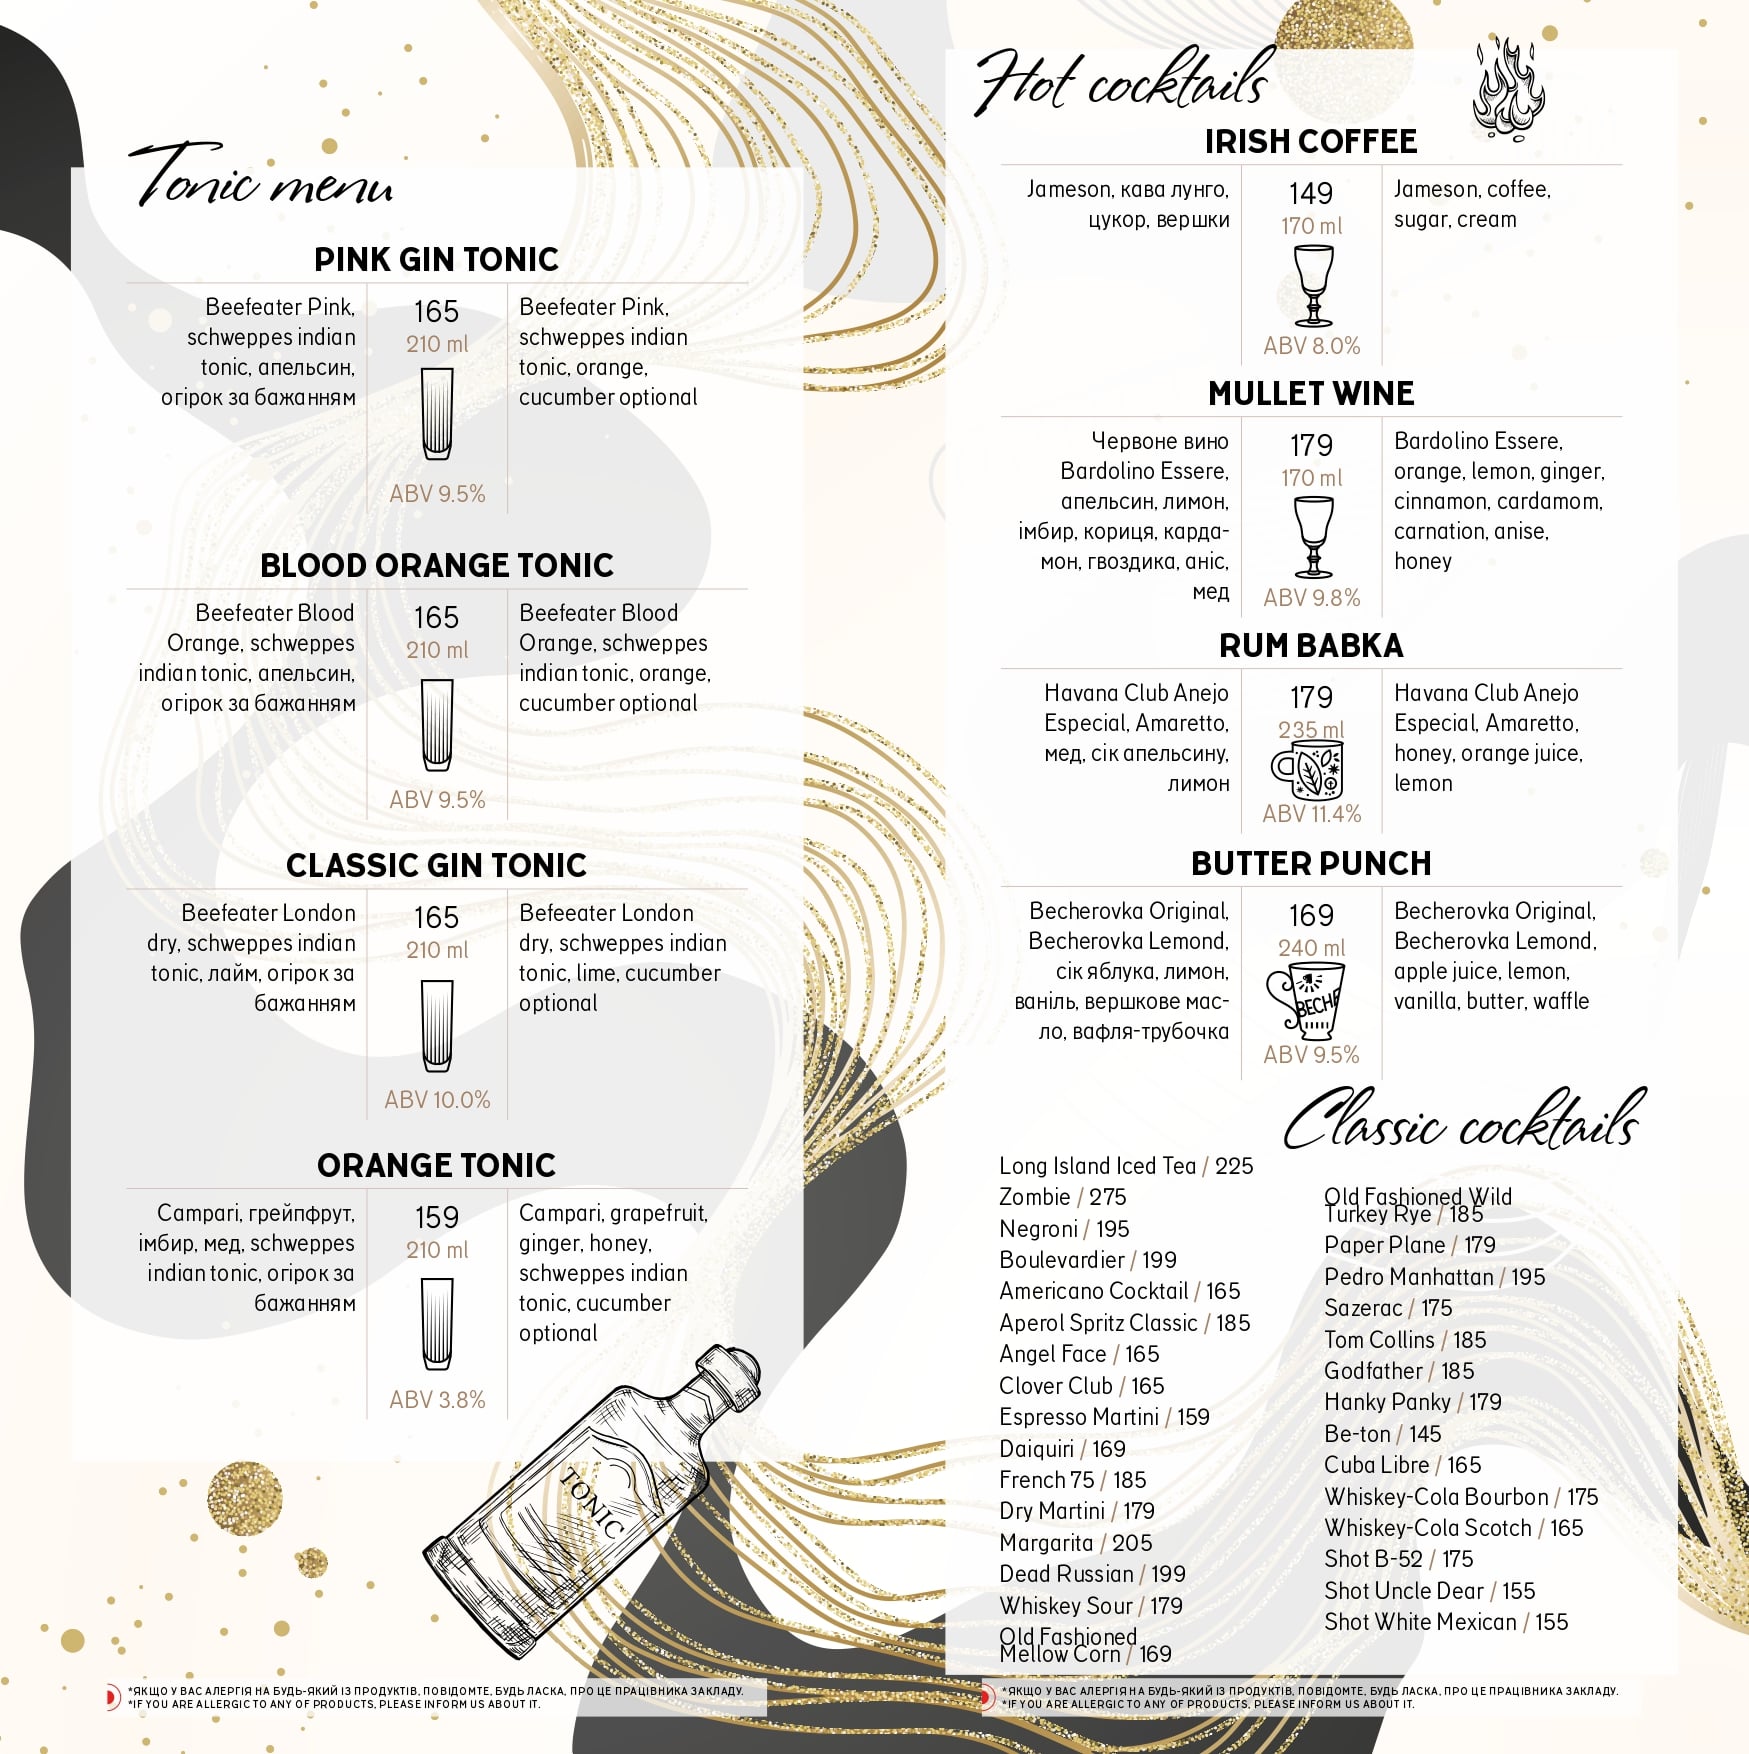 Tonic menu
PINK GIN TONIC
Beefeater Pink,
schweppes indian
tonic, апельсин,
огірок за бажанням
165
210 ml
ABV 9.5%
Beefeater Pink,
schweppes indian
tonic, orange,
cucumber optional
BLOOD ORANGE TONIC
Beefeater Blood
Orange, schweppes
indian tonic, апельсин,
огірок за бажанням
165
210 ml
ABV 9.5%
Beefeater Blood
Orange, schweppes
indian tonic, orange,
cucumber optional
CLASSIC GIN TONIC
Beefeater London
dry, schweppes indian
tonic, лайм, огірок за
бажанням
165
210 ml
ABV 10.0%
Befeeater London
dry, schweppes indian
tonic, lime, cucumber
optional
ORANGE TONIC
Campari, грейпфрут,
імбир, мед, schweppes
indian tonic, огірок за
бажанням
159
210 ml
ABV 3.8%
Campari, grapefruit,
ginger, honey,
schweppes indian
tonic, cucumber
optional
TONIC
*ЯКЩО У ВАС АЛЕРГІЯ НА БУДЬ-ЯКИЙ ІЗ ПРОДУКТІВ, ПОВІДОМТЕ, БУДЬ ЛАСКА, ПРО ЦЕ ПРАЦІВНИКА ЗАКЛАДУ.
*IF YOU ARE ALLERGIC TO ANY OF PRODUCTS, PLEASE INFORM US ABOUT IT.
Hot cocktails
IRISH COFFEE
Jameson, кава лунго,
цукор, вершки
149
170 ml
ABV 8.0%
Jameson, coffee,
sugar, cream
MULLET WINE
Червоне вино
Bardolino Essere,
апельсин, лимон,
імбир, кориця, карда-
мон, гвоздика, аніс,
мед
179
170 ml
ABV 9.8%
Bardolino Essere,
orange, lemon, ginger,
cinnamon, cardamom,
carnation, anise,
honey
RUM BABKA
Havana Club Anejo
Especial, Amaretto,
мед, сік апельсину,
лимон
179
235 ml
ABV 11.4%
Havana Club Anejo
Especial, Amaretto,
honey, orange juice,
lemon
BUTTER PUNCH
Becherovka Original,
Becherovka Lemond,
сік яблука, лимон,
ваніль, вершкове мас-
ло, вафля-трубочка
169
240 ml
BECHE
ABV 9.5%
Becherovka Original,
Becherovka Lemond,
apple juice, lemon,
vanilla, butter, waffle
Classic cocktails
Long Island Iced Tea / 225
Zombie / 275
Negroni / 195
Boulevardier / 199
Americano Cocktail / 165
Aperol Spritz Classic / 185
Angel Face / 165
Clover Club / 165
Espresso Martini / 159
Daiquiri / 169
French 75 / 185
Dry Martini / 179
Margarita / 205
Dead Russian / 199
Whiskey Sour / 179
Old Fashioned
Mellow Corn / 169
Old Fashioned Wild
Turkey Rye / 185
Paper Plane / 179
Pedro Manhattan / 195
Sazerac / 175
Tom Collins / 185
Godfather / 185
Hanky Panky / 179
Be-ton / 145
Cuba Libre / 165
Whiskey-Cola Bourbon / 175
Whiskey-Cola Scotch / 165
Shot B-52 / 175
Shot Uncle Dear / 155
Shot White Mexican / 155
*ЯКЩО У ВАС АЛЕРГІЯ НА БУДЬ-ЯКИЙ ІЗ ПРОДУКТІВ, ПОВІДОМТЕ, БУДЬ ЛАСКА, ПРО ЦЕ ПРАЦІВНИКА ЗАКЛАДУ.
*IF YOU ARE ALLERGIC TO ANY OF PRODUCTS, PLEASE INFORM US ABOUT IT.